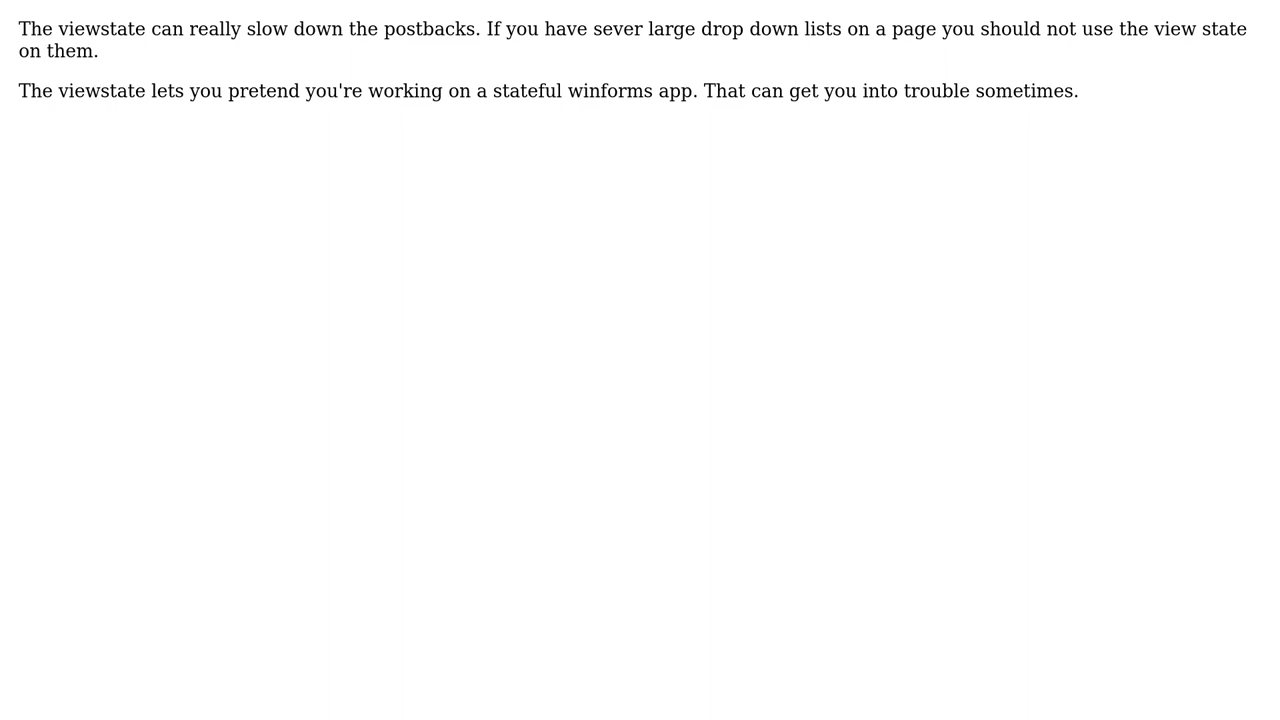 The viewstate can really slow down the postbacks. If you have sever large drop down lists on a page you should not use the view state
on them.
The viewstate lets you pretend you're working on a stateful winforms app. That can get you into trouble sometimes.